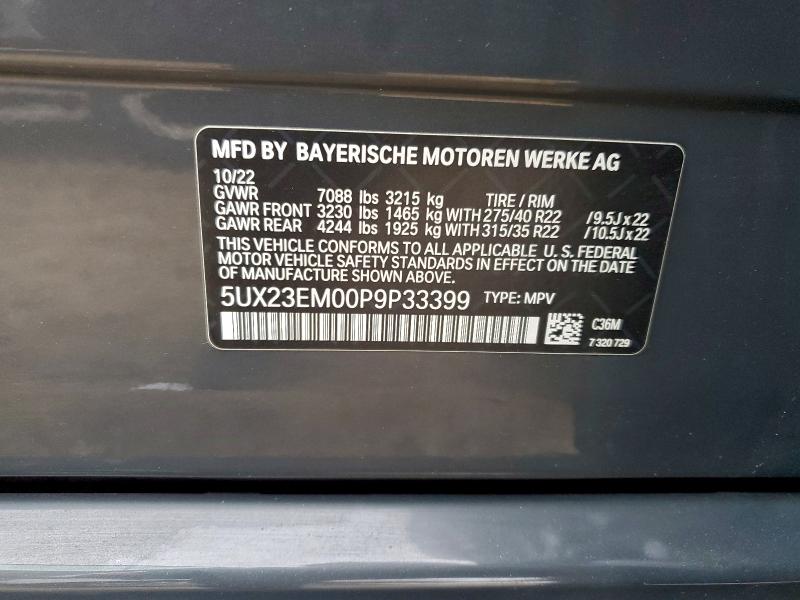 MFD BY BAYERISCHE MOTOREN WERKE AG
10/22
GVWR 7088 lbs 3215 kg TIRE / RIM
GAWR FRONT 3230 lbs 1465 kg WITH 275/40 R22 /9.5J x 22
GAWR REAR 4244 lbs 1925 kg WITH 315/35 R22 /10.5J x 22
THIS VEHICLE CONFORMS TO ALL APPLICABLE U. S. FEDERAL
MOTOR VEHICLE SAFETY STANDARDS IN EFFECT ON THE DATE
OF MANUFACTURE SHOWN ABOVE.
5UX23EM00P9P33399 TYPE: MPV
C36M
7 320 729